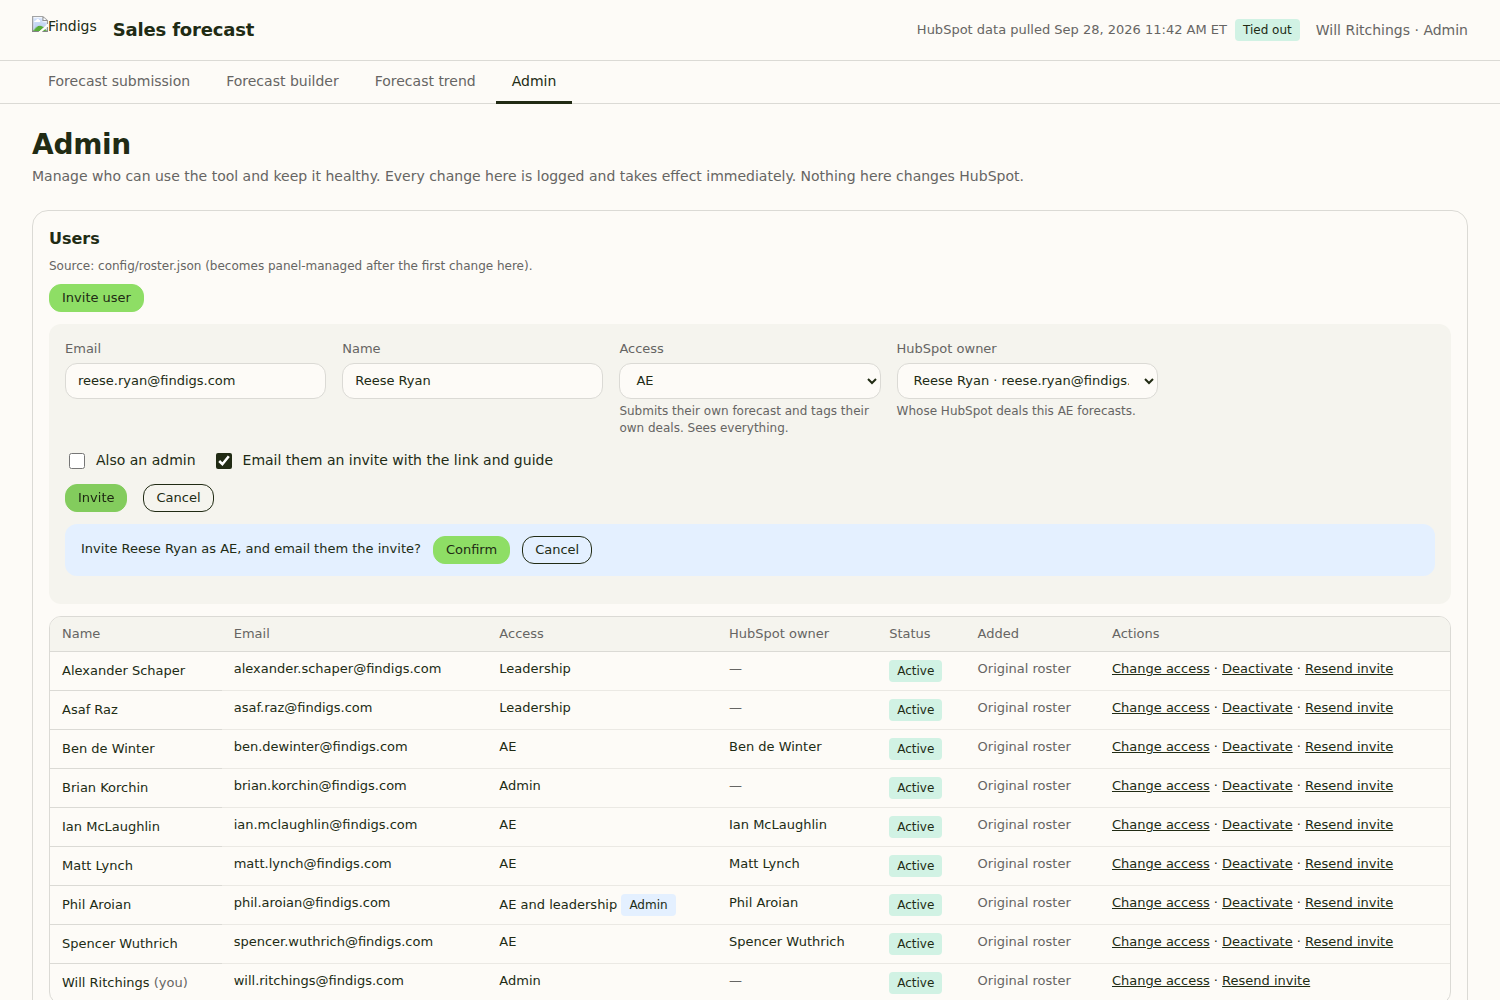 Findigs Sales forecast HubSpot data pulled Sep 28, 2026 11:42 AM ET Tied out Will Ritchings · Admin
Forecast submission Forecast builder Forecast trend Admin
Admin
Manage who can use the tool and keep it healthy. Every change here is logged and takes effect immediately. Nothing here changes HubSpot.
Users
Source: config/roster.json (becomes panel-managed after the first change here).
Invite user
Email Name Access HubSpot owner
reese.ryan@findigs.com Reese Ryan AE Reese Ryan · reese.ryan@findigs.
Submits their own forecast and tags their Whose HubSpot deals this AE forecasts.
own deals. Sees everything.
Also an admin Email them an invite with the link and guide
Invite Cancel
Invite Reese Ryan as AE, and email them the invite? Confirm Cancel
Name Email Access HubSpot owner Status Added Actions
Alexander Schaper alexander.schaper@findigs.com Leadership — Active Original roster Change access · Deactivate · Resend invite
Asaf Raz asaf.raz@findigs.com Leadership — Active Original roster Change access · Deactivate · Resend invite
Ben de Winter ben.dewinter@findigs.com AE Ben de Winter Active Original roster Change access · Deactivate · Resend invite
Brian Korchin brian.korchin@findigs.com Admin — Active Original roster Change access · Deactivate · Resend invite
Ian McLaughlin ian.mclaughlin@findigs.com AE Ian McLaughlin Active Original roster Change access · Deactivate · Resend invite
Matt Lynch matt.lynch@findigs.com AE Matt Lynch Active Original roster Change access · Deactivate · Resend invite
Phil Aroian phil.aroian@findigs.com AE and leadership Admin Phil Aroian Active Original roster Change access · Deactivate · Resend invite
Spencer Wuthrich spencer.wuthrich@findigs.com AE Spencer Wuthrich Active Original roster Change access · Deactivate · Resend invite
Will Ritchings (you) will.ritchings@findigs.com Admin — Active Original roster Change access · Resend invite